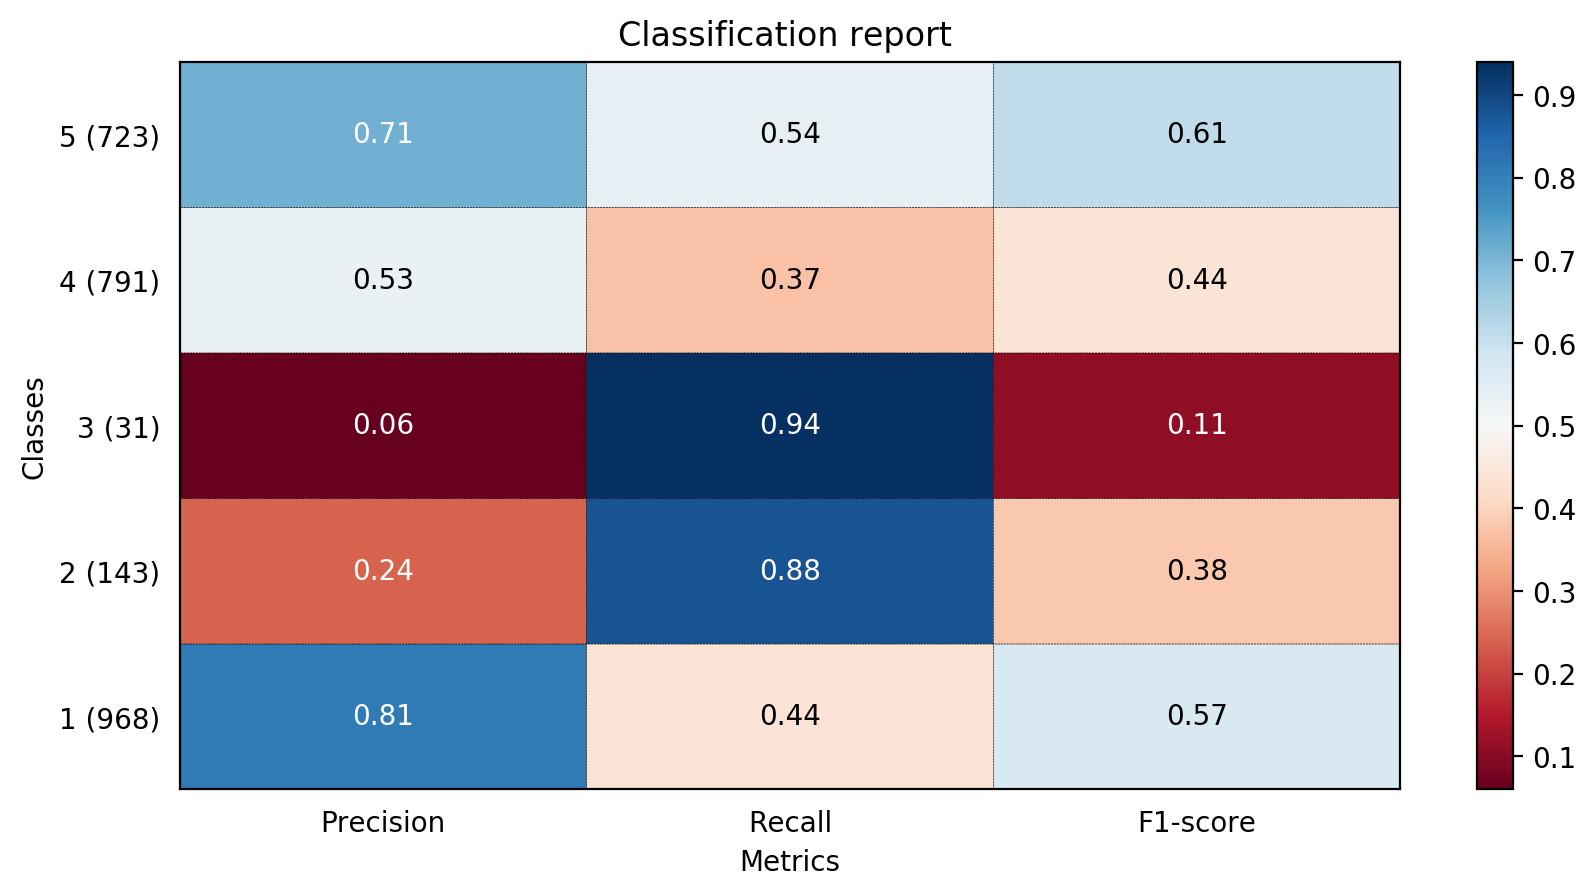 Classification report
5 (723) 0.71 0.54 0.61
4 (791) 0.53 0.37 0.44
3 (31) 0.06 0.94 0.11
2 (143) 0.24 0.88 0.38
1 (968) 0.81 0.44 0.57
Precision Recall F1-score
Metrics
Classes
0.9
0.8
0.7
0.6
0.5
0.4
0.3
0.2
0.1